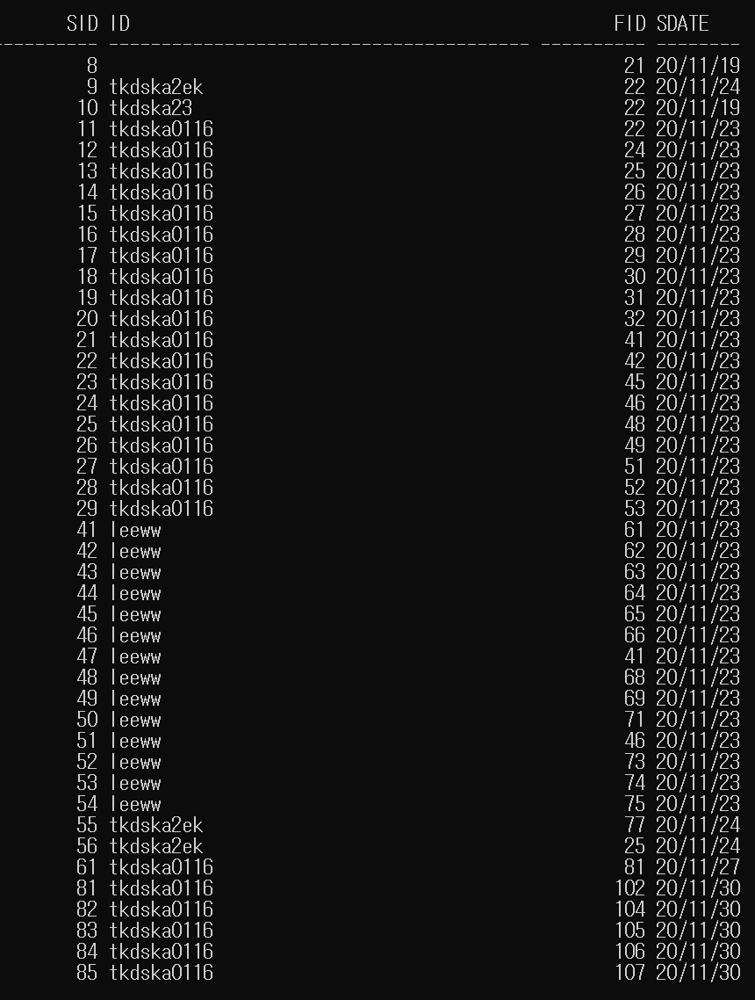 SID ID FID SDATE
---------- ---------------------------------------- ---------- --------
8 21 20/11/19
9 tkdska2ek 22 20/11/24
10 tkdska23 22 20/11/19
11 tkdska0116 22 20/11/23
12 tkdska0116 24 20/11/23
13 tkdska0116 25 20/11/23
14 tkdska0116 26 20/11/23
15 tkdska0116 27 20/11/23
16 tkdska0116 28 20/11/23
17 tkdska0116 29 20/11/23
18 tkdska0116 30 20/11/23
19 tkdska0116 31 20/11/23
20 tkdska0116 32 20/11/23
21 tkdska0116 41 20/11/23
22 tkdska0116 42 20/11/23
23 tkdska0116 45 20/11/23
24 tkdska0116 46 20/11/23
25 tkdska0116 48 20/11/23
26 tkdska0116 49 20/11/23
27 tkdska0116 51 20/11/23
28 tkdska0116 52 20/11/23
29 tkdska0116 53 20/11/23
41 leeww 61 20/11/23
42 leeww 62 20/11/23
43 leeww 63 20/11/23
44 leeww 64 20/11/23
45 leeww 65 20/11/23
46 leeww 66 20/11/23
47 leeww 41 20/11/23
48 leeww 68 20/11/23
49 leeww 69 20/11/23
50 leeww 71 20/11/23
51 leeww 46 20/11/23
52 leeww 73 20/11/23
53 leeww 74 20/11/23
54 leeww 75 20/11/23
55 tkdska2ek 77 20/11/24
56 tkdska2ek 25 20/11/24
61 tkdska0116 81 20/11/27
81 tkdska0116 102 20/11/30
82 tkdska0116 104 20/11/30
83 tkdska0116 105 20/11/30
84 tkdska0116 106 20/11/30
85 tkdska0116 107 20/11/30